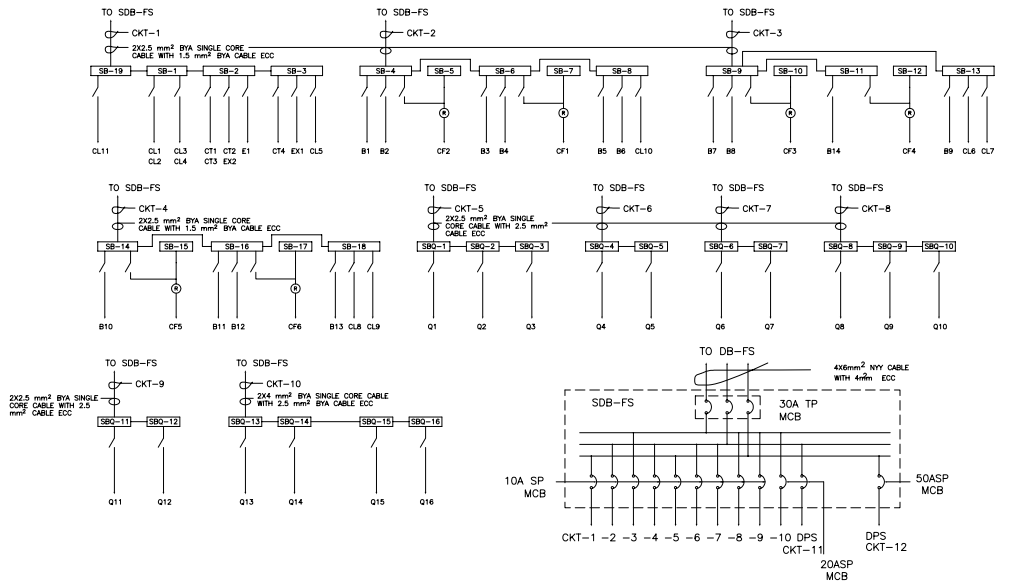 TO SDB-FS
TO SDB-FS
TO SDB-FS
CKT-1
CKT-2
CKT-3
2X2.5 mm² BYA SINGLE CORE
CABLE WITH 1.5 mm² BYA CABLE ECC
SB-19
SB-1
SB-2
SB-3
SB-4
SB-5
SB-6
SB-7
SB-8
SB-9
SB-10
SB-11
SB-12
SB-13
R
R
R
R
CL11
CL1
CL3
CT1
CT2
E1
CT4
EX1
CL5
B1
B2
CF2
B3
B4
CF1
B5
B6
CL10
B7
B8
CF3
B14
CF4
B9
CL6
CL7
CL2
CL4
CT3
EX2
TO SDB-FS
TO SDB-FS
TO SDB-FS
TO SDB-FS
TO SDB-FS
CKT-4
CKT-5
CKT-6
CKT-7
CKT-8
2X2.5 mm² BYA SINGLE CORE
CABLE WITH 1.5 mm² BYA CABLE ECC
2X2.5 mm² BYA SINGLE
CORE CABLE WITH 2.5 mm²
CABLE ECC
SB-14
SB-15
SB-16
SB-17
SB-18
SBQ-1
SBQ-2
SBQ-3
SBQ-4
SBQ-5
SBQ-6
SBQ-7
SBQ-8
SBQ-9
SBQ-10
R
R
B10
CF5
B11
B12
CF6
B13
CL8
CL9
Q1
Q2
Q3
Q4
Q5
Q6
Q7
Q8
Q9
Q10
TO SDB-FS
TO SDB-FS
CKT-9
CKT-10
2X2.5 mm² BYA SINGLE
CORE CABLE WITH 2.5
mm² CABLE ECC
2X4 mm² BYA SINGLE CORE CABLE
WITH 2.5 mm² BYA CABLE ECC
SBQ-11
SBQ-12
SBQ-13
SBQ-14
SBQ-15
SBQ-16
Q11
Q12
Q13
Q14
Q15
Q16
TO DB-FS
4X6mm² NYY CABLE
WITH 4mm² ECC
SDB-FS
30A TP
MCB
10A SP
MCB
50ASP
MCB
CKT-1 -2 -3 -4 -5 -6 -7 -8 -9 -10 DPS
CKT-11
DPS
CKT-12
20ASP
MCB